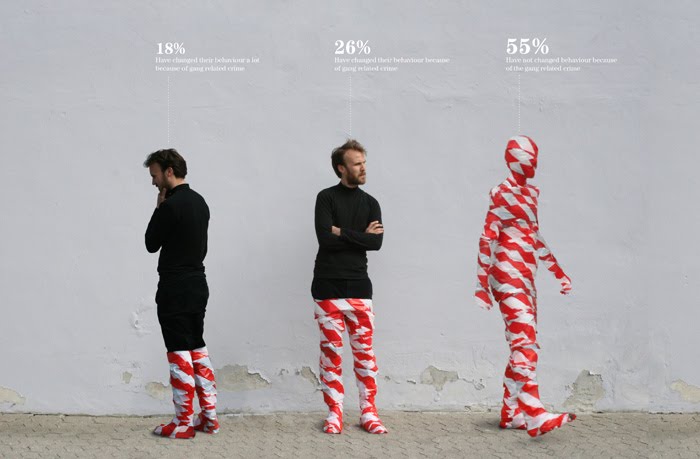 18%
Have changed their behaviour a lot
because of gang related crime
26%
Have changed their behaviour because
of gang related crime
55%
Have not changed behaviour because
of the gang related crime